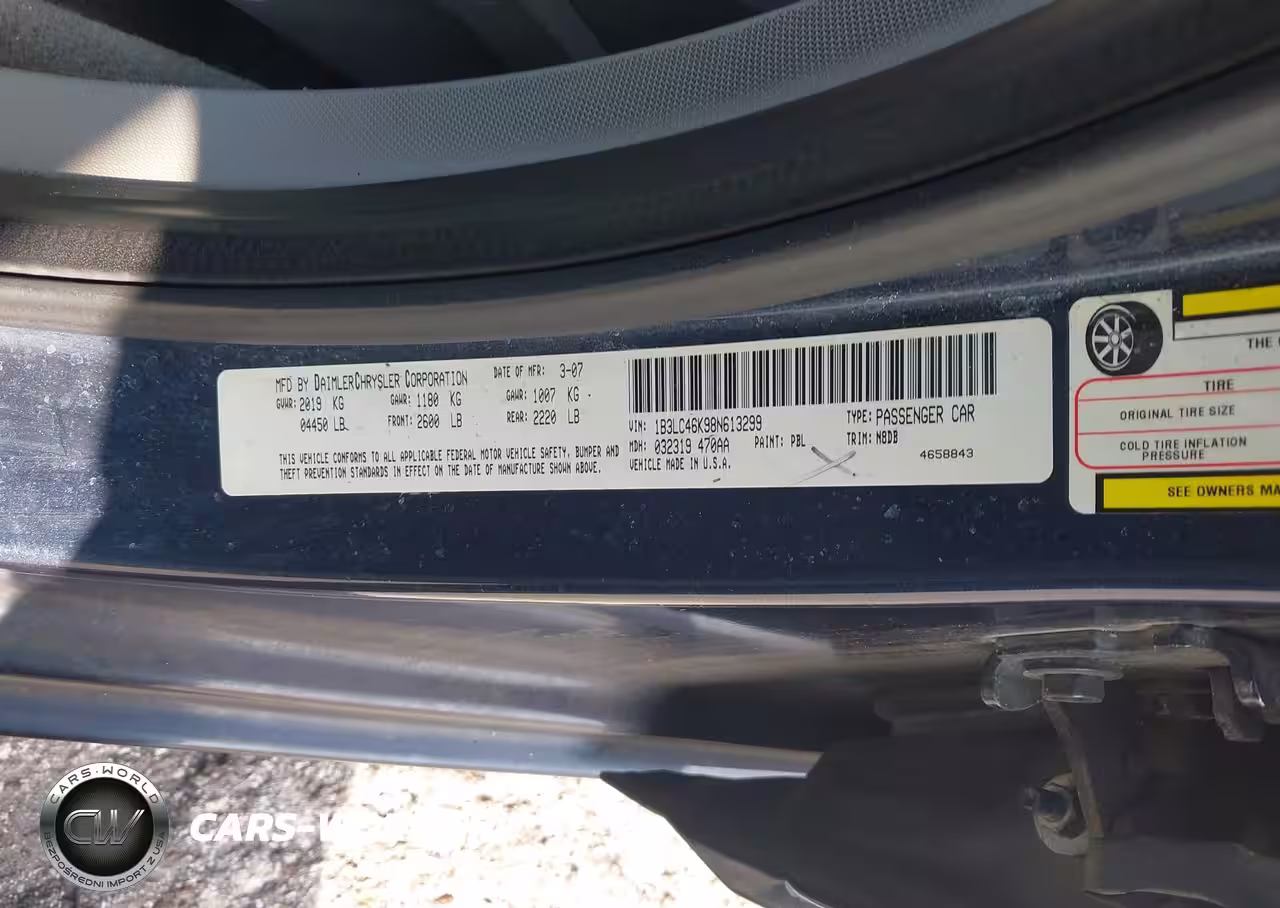 MFD BY DAIMLERCHRYSLER CORPORATION DATE OF MFR: 3-07
GVWR: 2019 KG GAWR: 1180 KG GAWR: 1007 KG
04450 LB FRONT: 2600 LB REAR: 2220 LB
THIS VEHICLE CONFORMS TO ALL APPLICABLE FEDERAL MOTOR VEHICLE SAFETY, BUMPER AND
THEFT PREVENTION STANDARDS IN EFFECT ON THE DATE OF MANUFACTURE SHOWN ABOVE.
VIN: 1B3LC46K98N613299 TYPE: PASSENGER CAR
MDH: 032319 470AA PAINT: PBL TRIM: N8DB
VEHICLE MADE IN U.S.A. 4658843
THE
TIRE
ORIGINAL TIRE SIZE
COLD TIRE INFLATION
PRESSURE
SEE OWNERS MA
CARS-WORLD
CW
BEZPOŚREDNI IMPORT Z USA
CARS-W